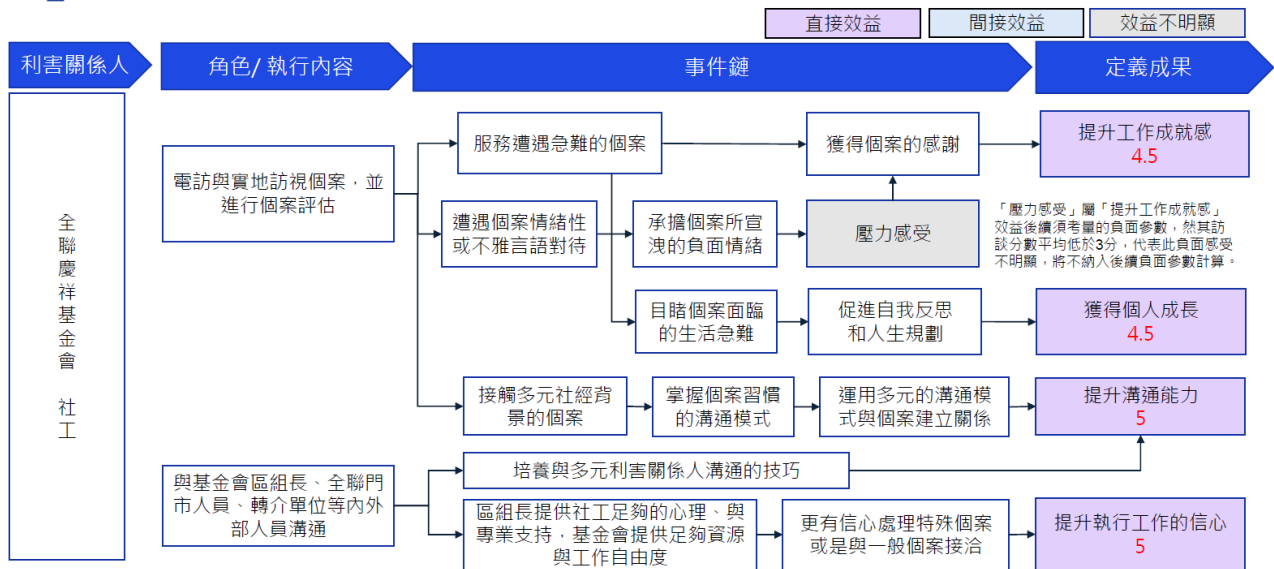 直接效益
間接效益
效益不明顯
利害關係人
角色/ 執行內容
事件鏈
定義成果
全聯慶祥基金會 社工
電訪與實地訪視個案，並
進行個案評估
服務遭遇急難的個案
獲得個案的感謝
提升工作成就感
4.5
遭遇個案情緒性
或不雅言語對待
承擔個案所宣
洩的負面情緒
壓力感受
「壓力感受」屬「提升工作成就感」
效益後續須考量的負面參數，然其訪
談分數平均低於3分，代表此負面感受
不明顯，將不納入後續負面參數計算。
目睹個案面臨
的生活急難
促進自我反思
和人生規劃
獲得個人成長
4.5
接觸多元社經背
景的個案
掌握個案習慣
的溝通模式
運用多元的溝通模
式與個案建立關係
提升溝通能力
5
與基金會區組長、全聯門
市人員、轉介單位等內外
部人員溝通
培養與多元利害關係人溝通的技巧
區組長提供社工足夠的心理、與
專業支持，基金會提供足夠資源
與工作自由度
更有信心處理特殊個案
或是與一般個案接洽
提升執行工作的信心
5